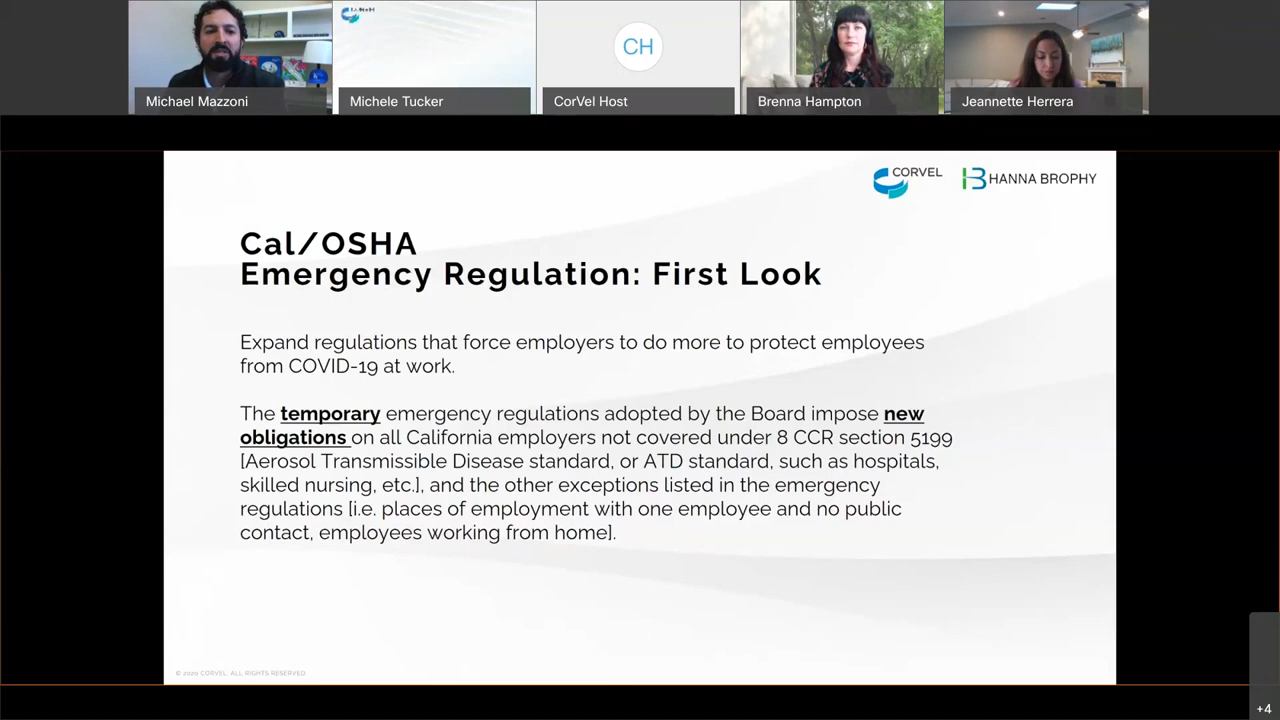 CH
Michael Mazzoni
Michele Tucker
CorVel Host
Brenna Hampton
Jeannette Herrera
CORVEL
HANNA BROPHY
Cal/OSHA
Emergency Regulation: First Look
Expand regulations that force employers to do more to protect employees
from COVID-19 at work.
The temporary emergency regulations adopted by the Board impose new
obligations on all California employers not covered under 8 CCR section 5199
[Aerosol Transmissible Disease standard, or ATD standard, such as hospitals,
skilled nursing, etc.], and the other exceptions listed in the emergency
regulations [i.e. places of employment with one employee and no public
contact, employees working from home].
© 2020 CORVEL. ALL RIGHTS RESERVED.
+4